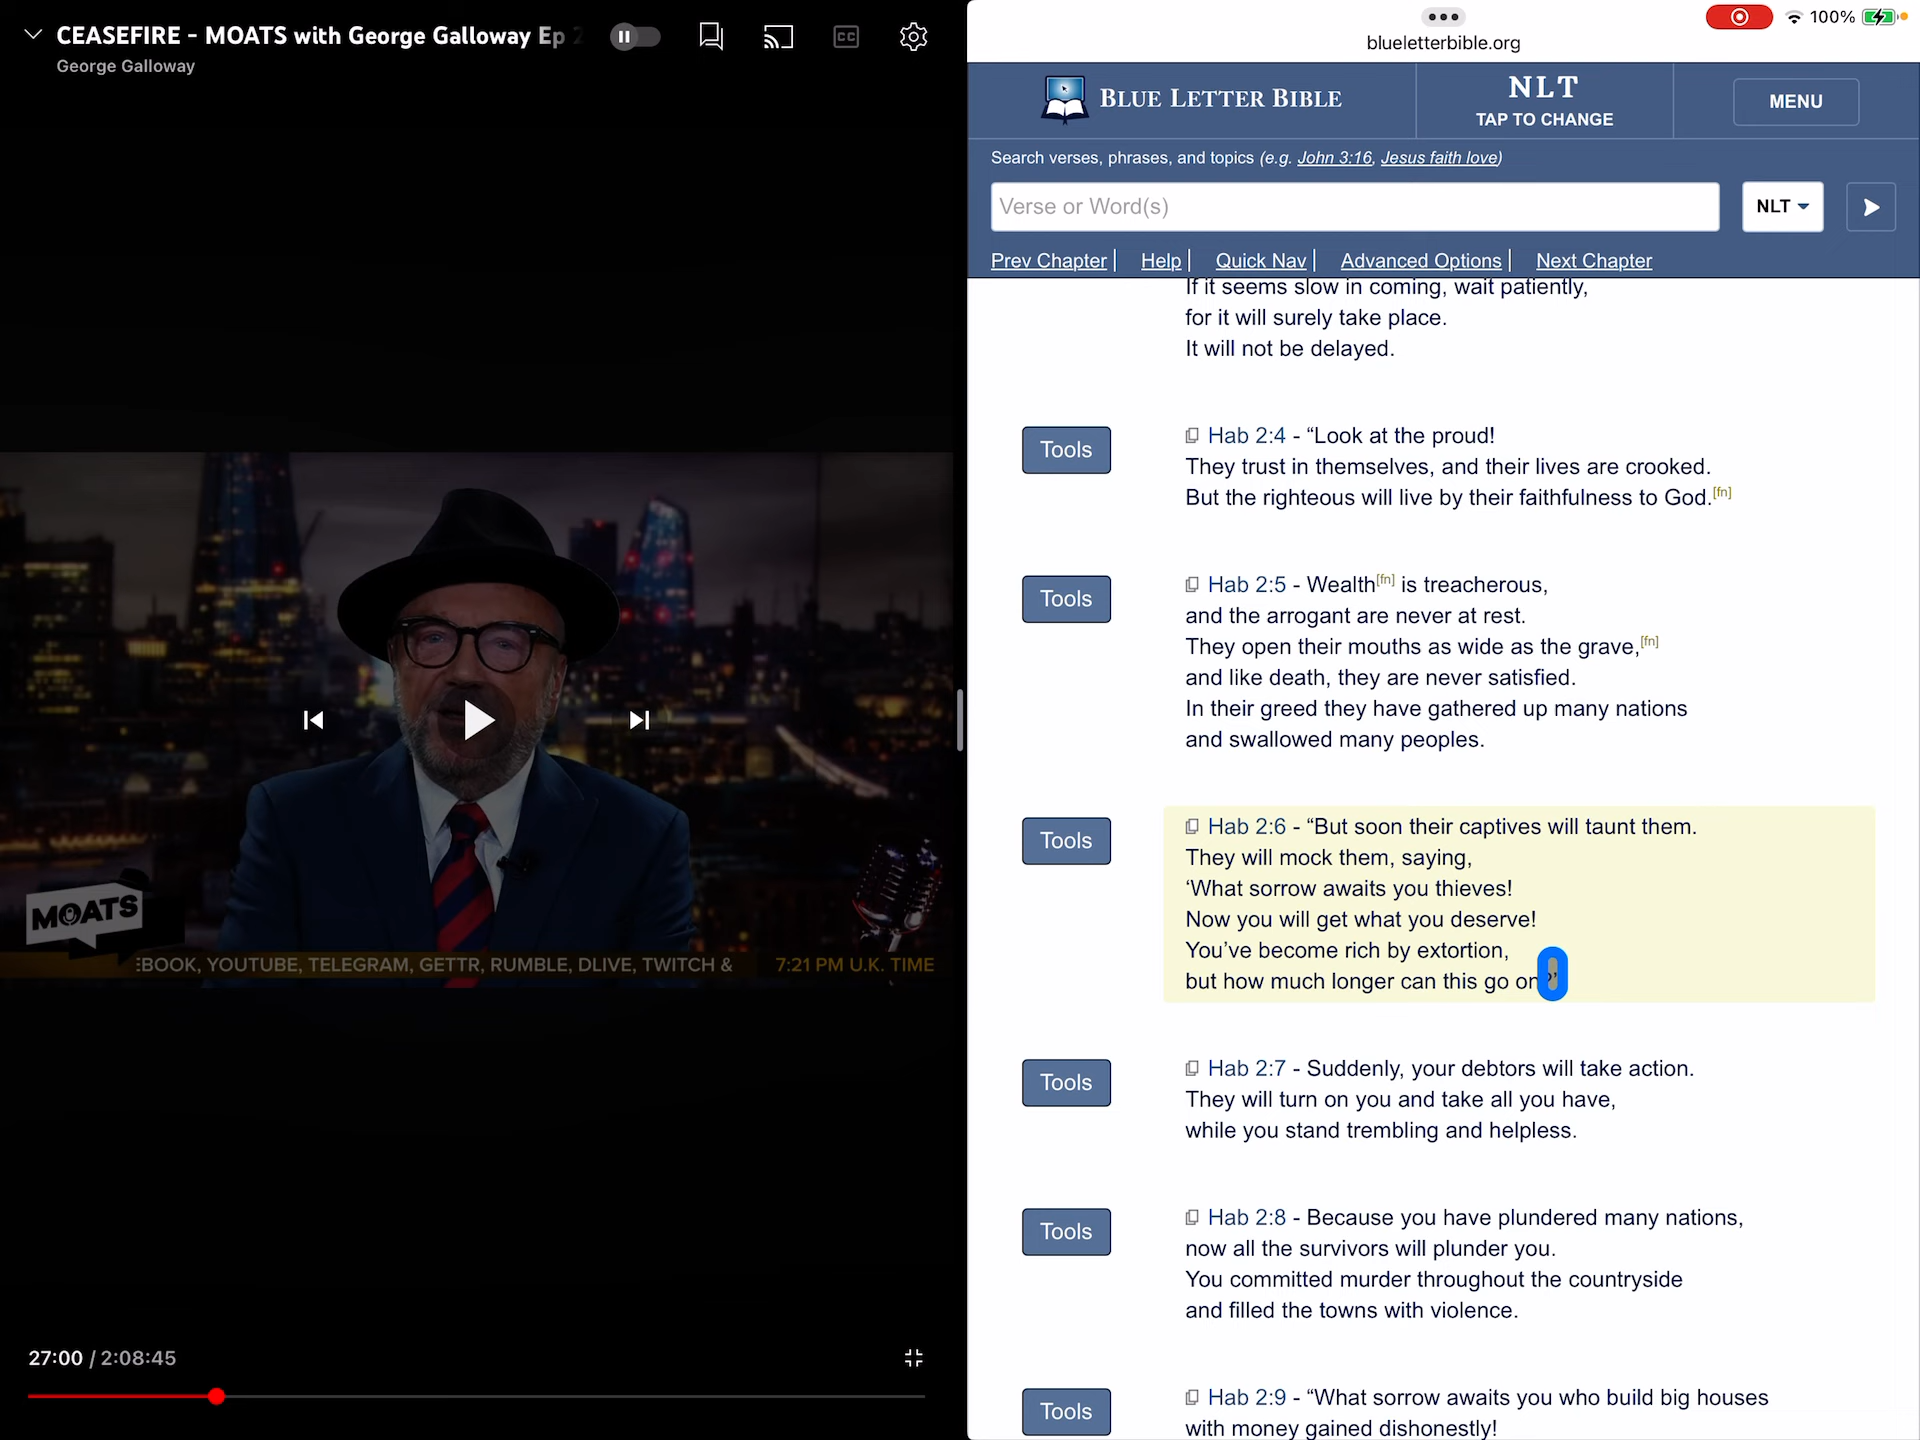 CEASEFIRE - MOATS with George Galloway Ep 2
George Galloway
CC
MOATS
EBOOK, YOUTUBE, TELEGRAM, GETTR, RUMBLE, DLIVE, TWITCH &
7:21 PM U.K. TIME
27:00 / 2:08:45
100%
blueletterbible.org
BLUE LETTER BIBLE
NLT
TAP TO CHANGE
MENU
Search verses, phrases, and topics (e.g. John 3:16, Jesus faith love)
Verse or Word(s)
NLT
Prev Chapter | Help | Quick Nav | Advanced Options | Next Chapter
If it seems slow in coming, wait patiently,
for it will surely take place.
It will not be delayed.
Tools
Hab 2:4 - “Look at the proud!
They trust in themselves, and their lives are crooked.
But the righteous will live by their faithfulness to God.[fn]
Tools
Hab 2:5 - Wealth[fn] is treacherous,
and the arrogant are never at rest.
They open their mouths as wide as the grave,[fn]
and like death, they are never satisfied.
In their greed they have gathered up many nations
and swallowed many peoples.
Tools
Hab 2:6 - “But soon their captives will taunt them.
They will mock them, saying,
‘What sorrow awaits you thieves!
Now you will get what you deserve!
You’ve become rich by extortion,
but how much longer can this go on?’
Tools
Hab 2:7 - Suddenly, your debtors will take action.
They will turn on you and take all you have,
while you stand trembling and helpless.
Tools
Hab 2:8 - Because you have plundered many nations,
now all the survivors will plunder you.
You committed murder throughout the countryside
and filled the towns with violence.
Tools
Hab 2:9 - “What sorrow awaits you who build big houses
with money gained dishonestly!